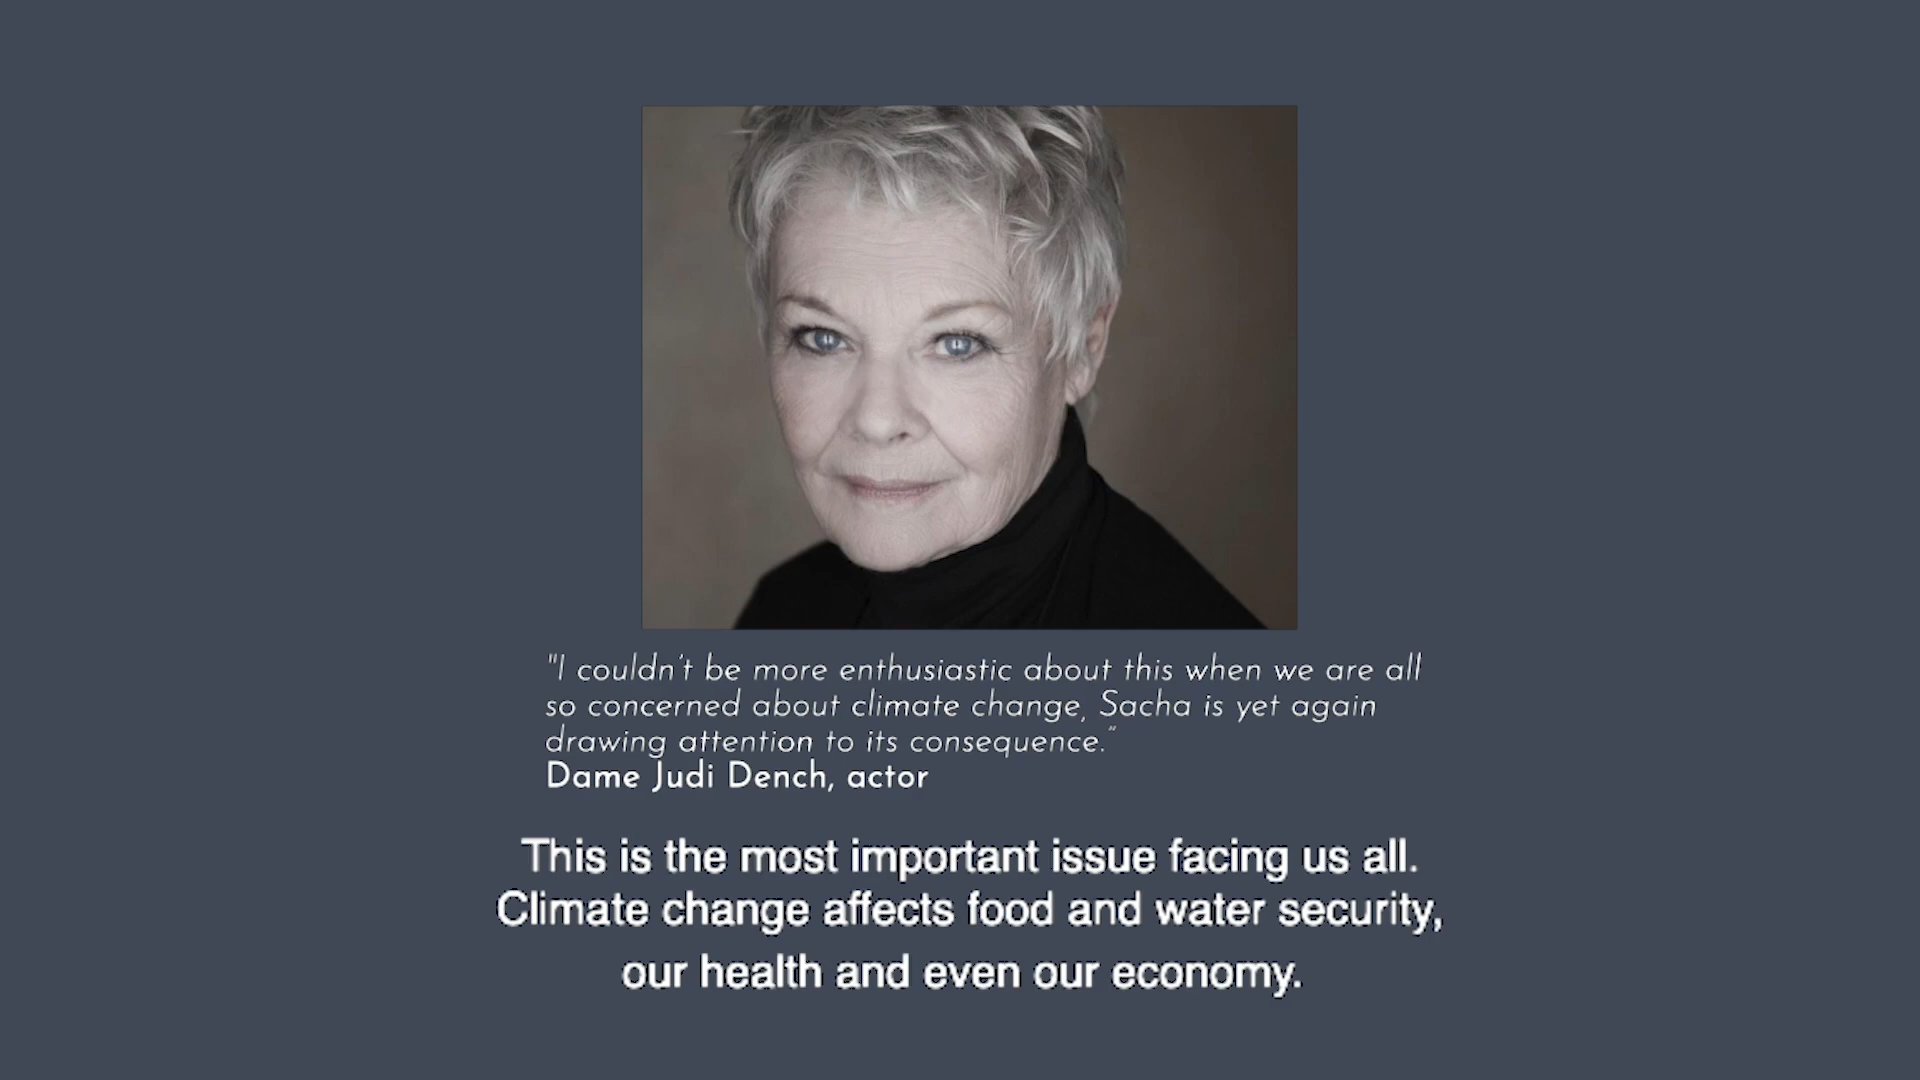 "I couldn't be more enthusiastic about this when we are all
so concerned about climate change, Sacha is yet again
drawing attention to its consequence."
Dame Judi Dench, actor
This is the most important issue facing us all.
Climate change affects food and water security,
our health and even our economy.